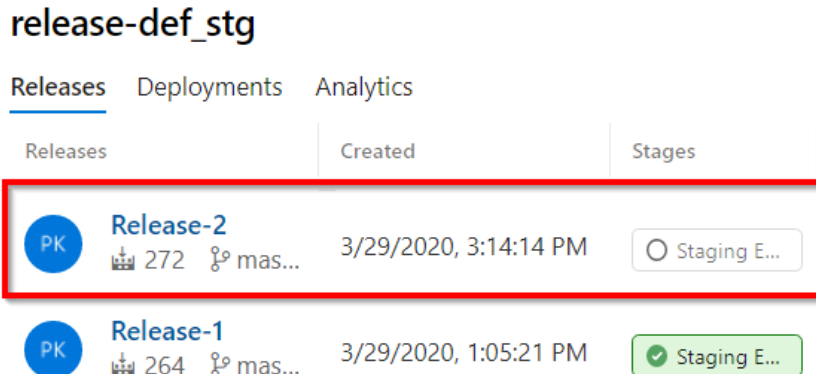 release-def_stg
Releases Deployments Analytics
Releases Created Stages
PK Release-2 3/29/2020, 3:14:14 PM Staging E...
272 mas...
PK Release-1 3/29/2020, 1:05:21 PM Staging E...
264 mas...